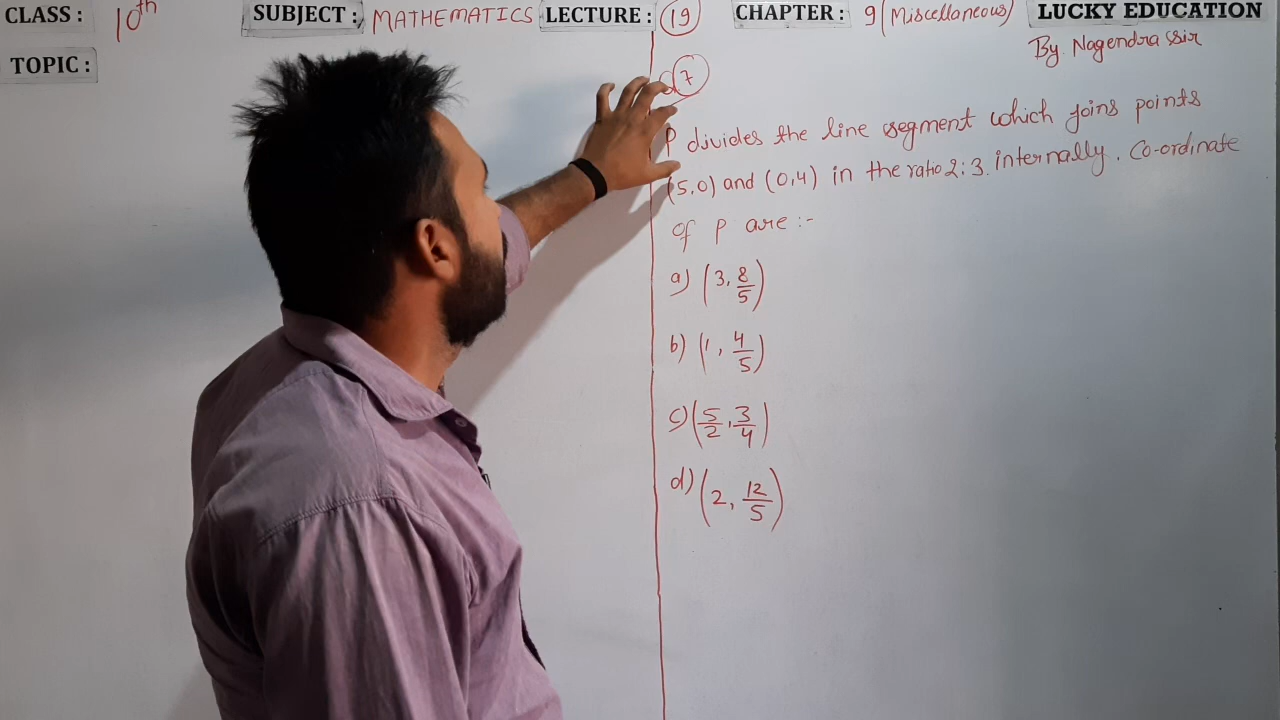 CLASS : 10th SUBJECT : MATHEMATICS LECTURE : 19 CHAPTER : 9 (Miscellaneous) LUCKY EDUCATION
By. Nagendra Sir
TOPIC :
Q 7
P divides the line segment which joins points
(5,0) and (0,4) in the ratio 2:3. internally. Co-ordinate
of P are :-
a) (3, 8/5)
b) (1, 4/5)
c) (5/2, 3/4)
d) (2, 12/5)